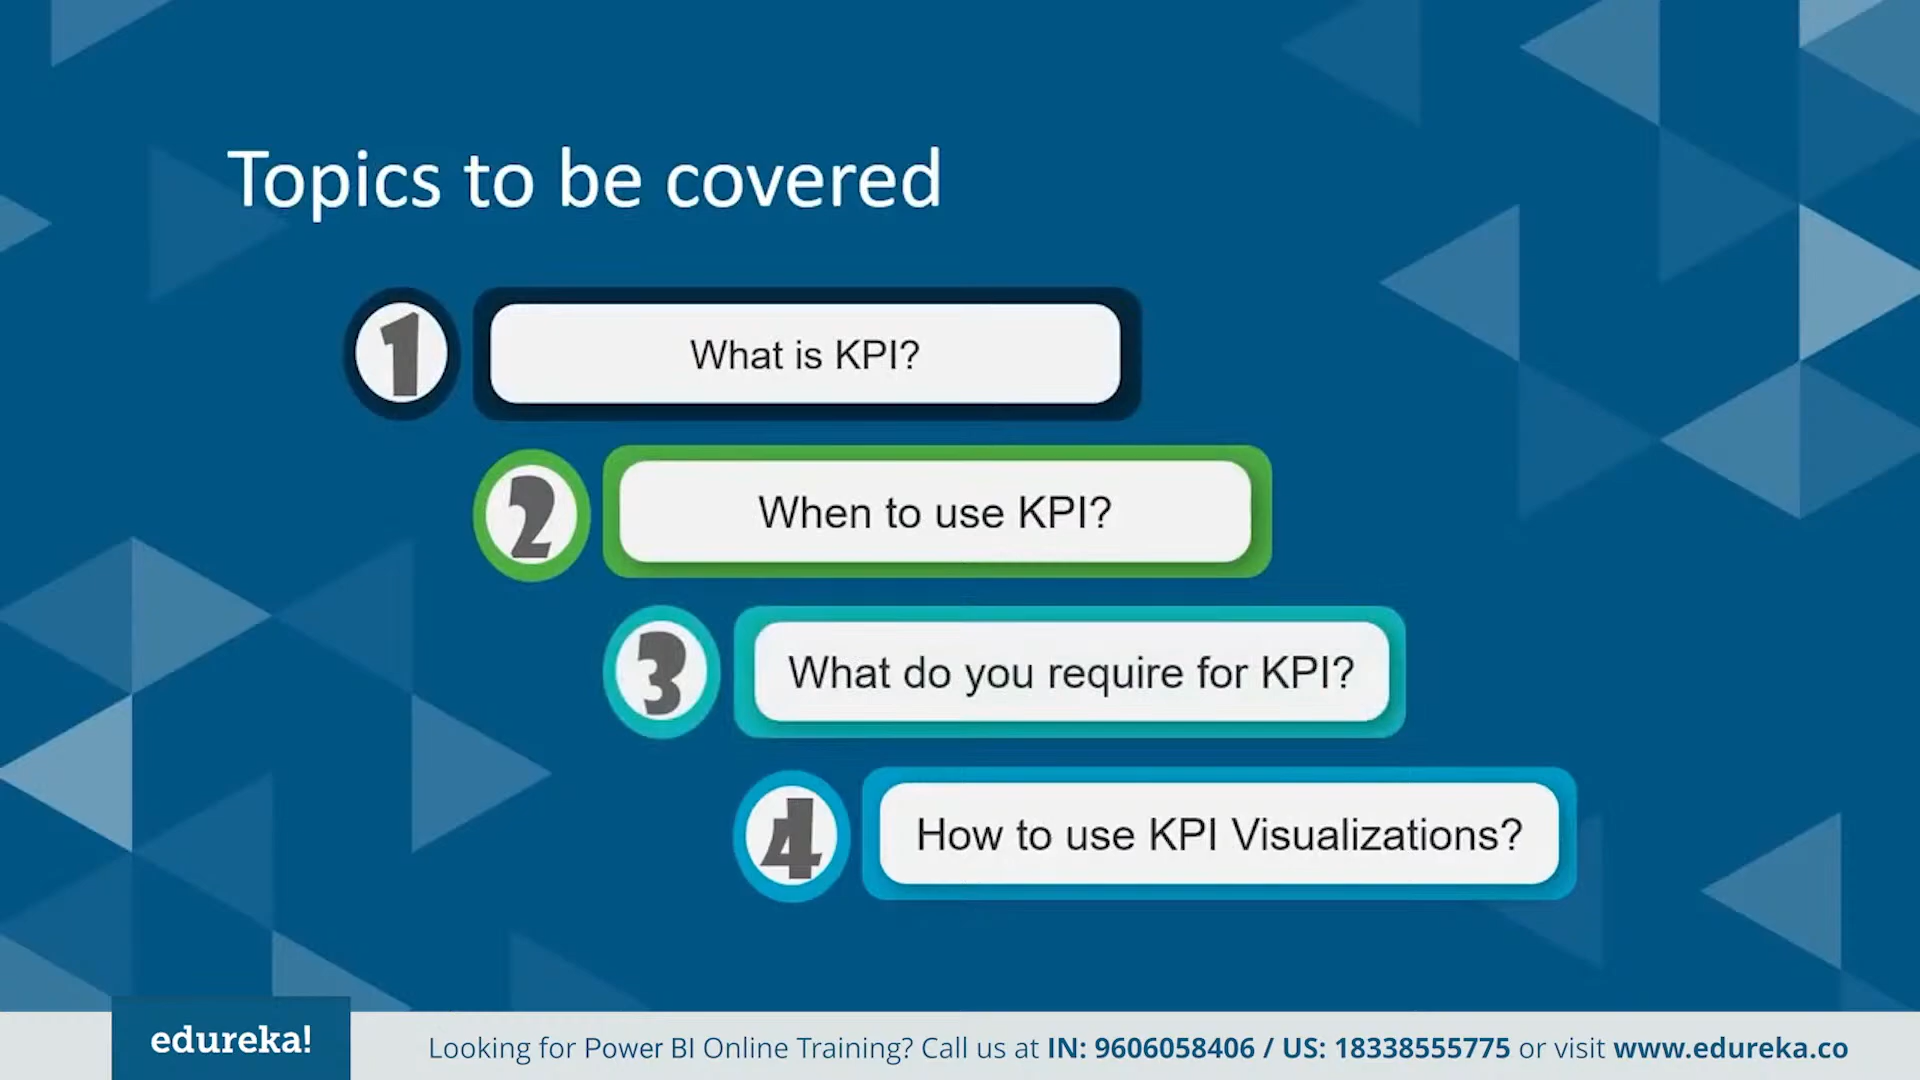 Topics to be covered
1
What is KPI?
2
When to use KPI?
3
What do you require for KPI?
4
How to use KPI Visualizations?
edureka!
Looking for Power BI Online Training? Call us at IN: 9606058406 / US: 18338555775 or visit www.edureka.co